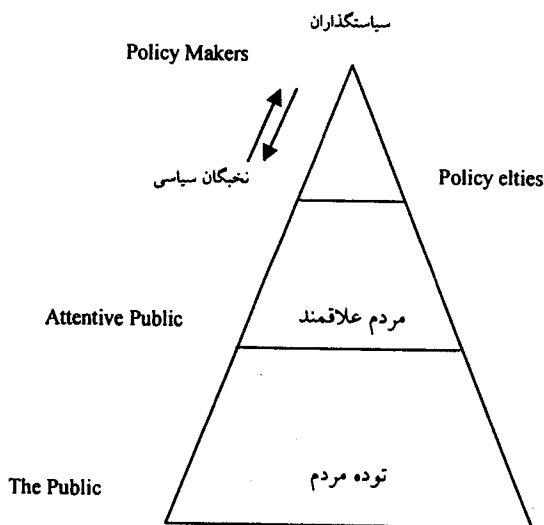 سیاستگذاران
Policy Makers
نخبگان سیاسی
Policy elties
Attentive Public
مردم علاقمند
The Public
توده مردم